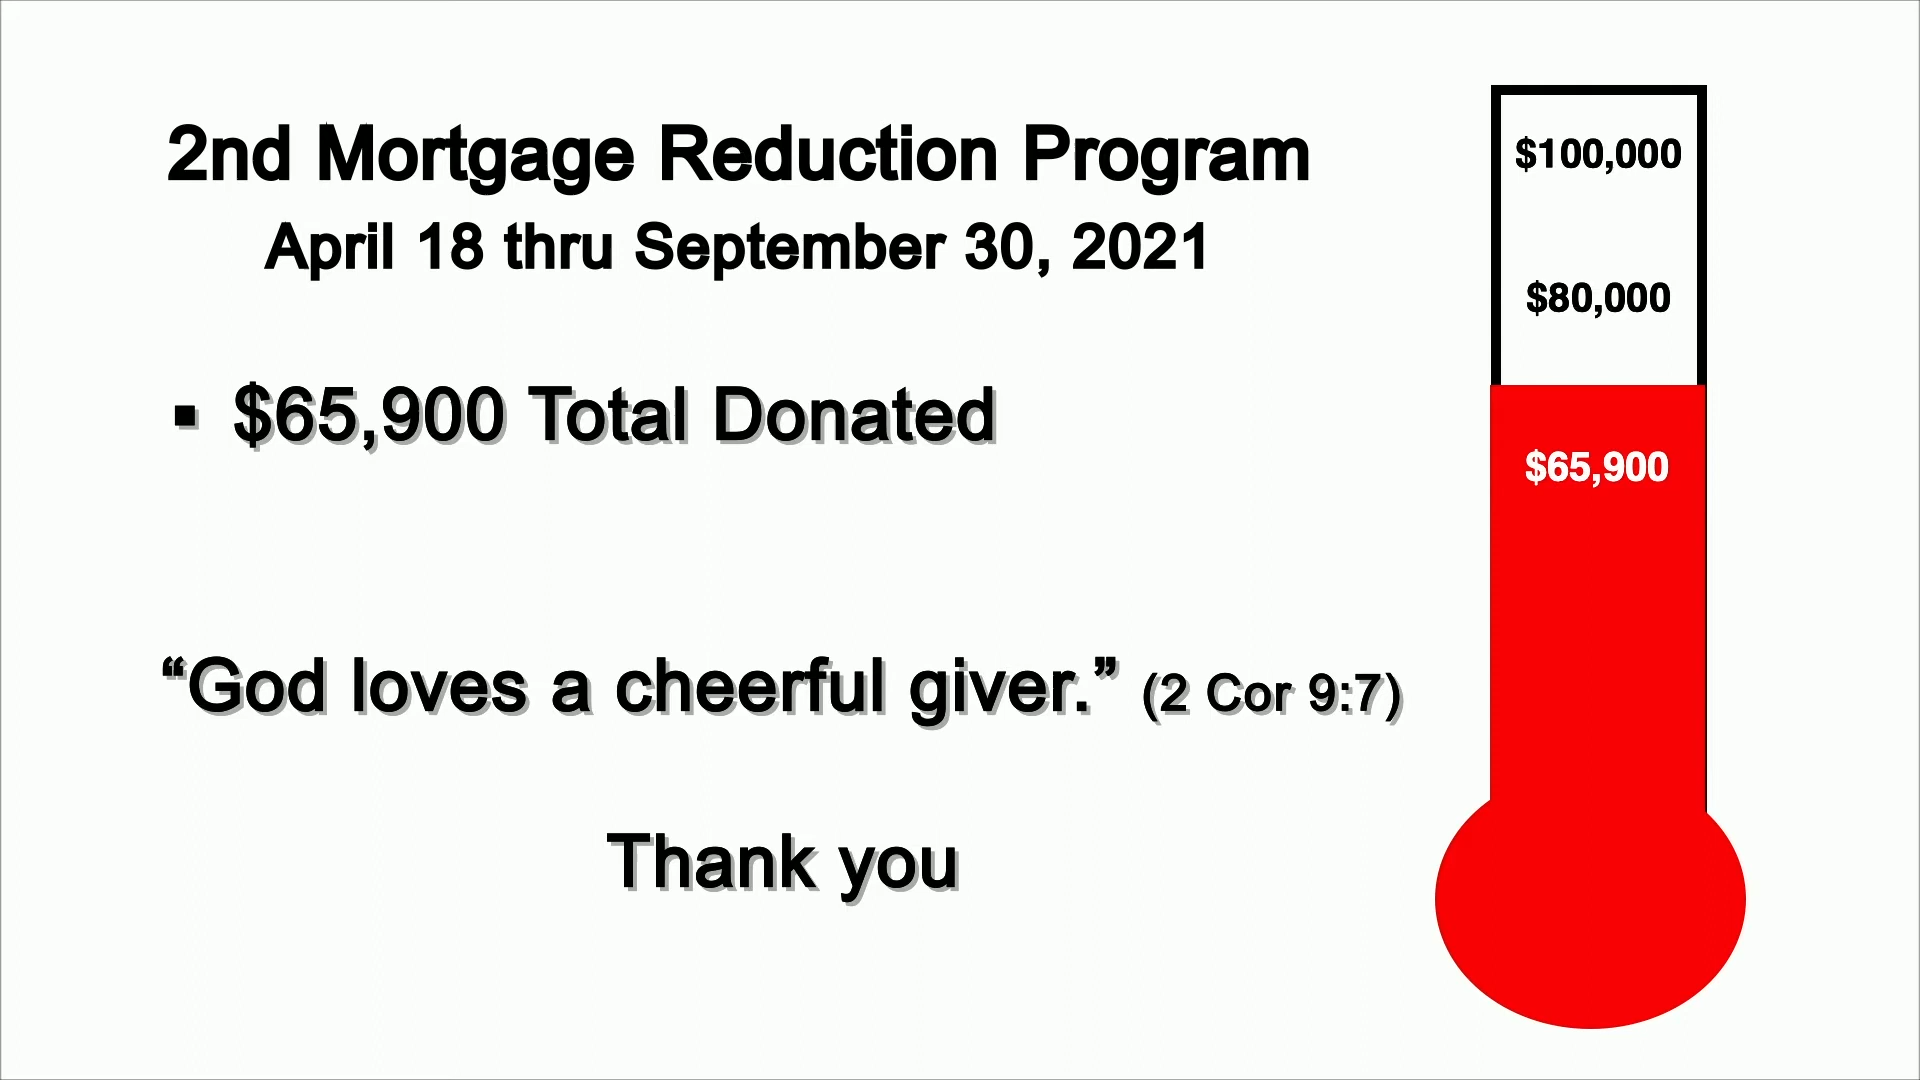 2nd Mortgage Reduction Program
April 18 thru September 30, 2021
▪ $65,900 Total Donated
“God loves a cheerful giver.” (2 Cor 9:7)
Thank you
$100,000
$80,000
$65,900